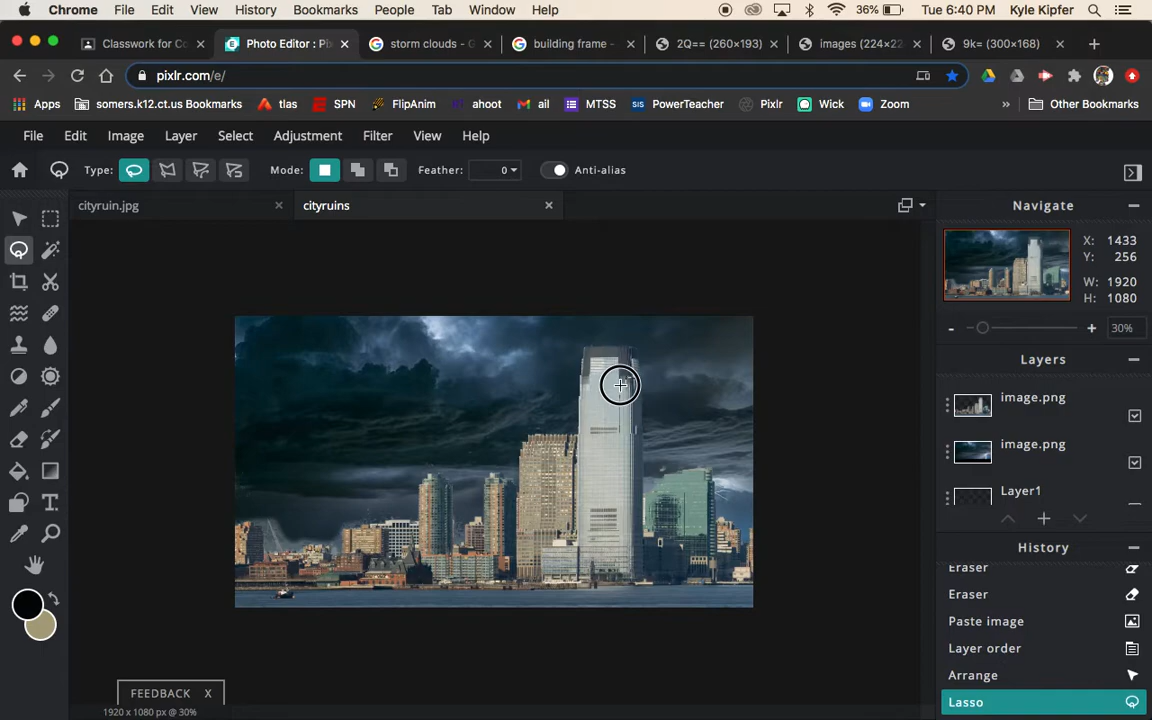 Chrome File Edit View History Bookmarks People Tab Window Help 36% Tue 6:40 PM Kyle Kipfer
Classwork for Co Photo Editor : Pix storm clouds - G building frame - 2Q== (260×193) images (224×22 9k= (300×168)
pixlr.com/e/
Apps somers.k12.ct.us Bookmarks tlas SPN FlipAnim ahoot ail MTSS PowerTeacher Pixlr Wick Zoom » Other Bookmarks
File Edit Image Layer Select Adjustment Filter View Help
Type: Mode: Feather: 0 Anti-alias
cityruin.jpg cityruins
Navigate
X: 1433
Y: 256
W: 1920
H: 1080
- + 30%
Layers
image.png
image.png
Layer1
History
Eraser
Eraser
Paste image
Layer order
Arrange
Lasso
FEEDBACK X
1920 x 1080 px @ 30%